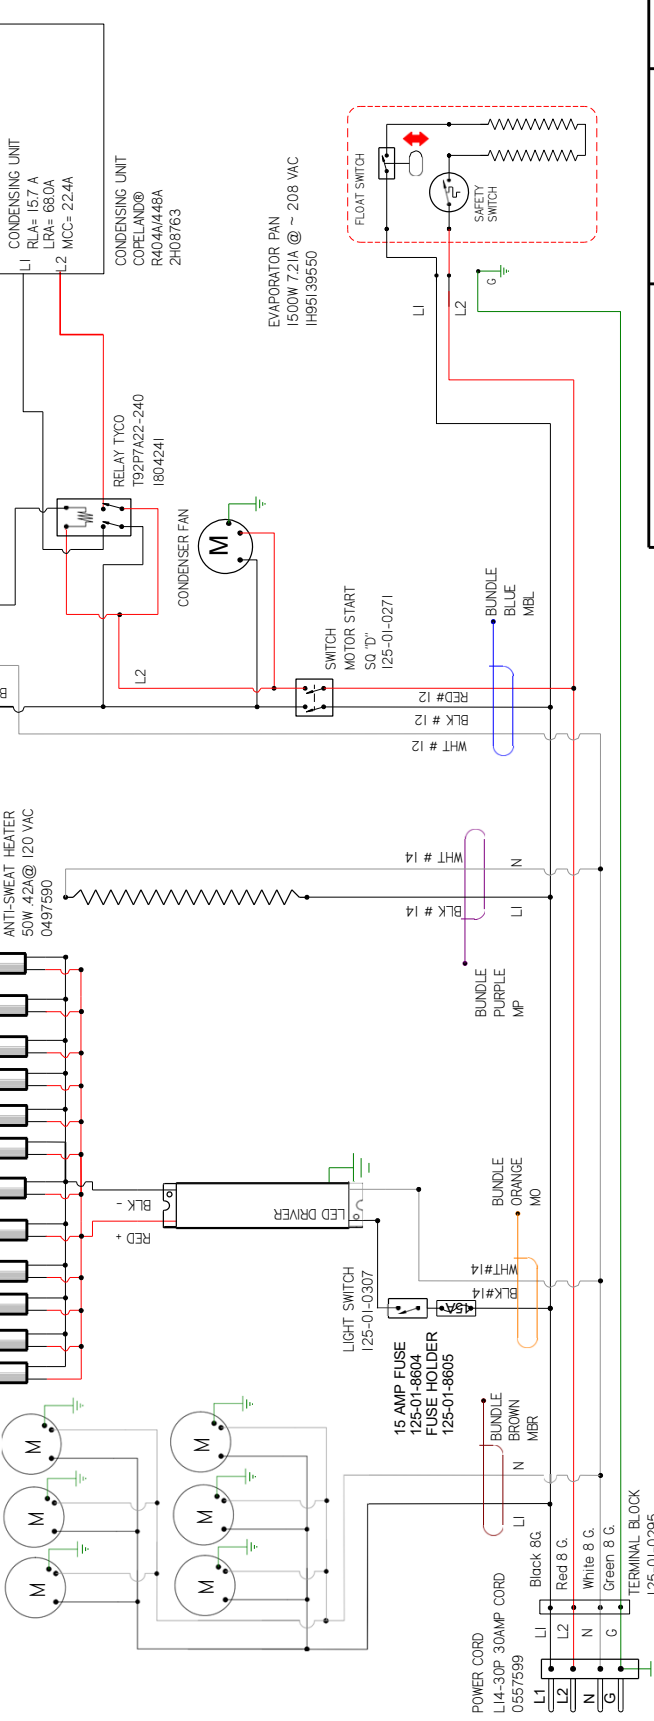 CONDENSING UNIT
RLA= 15.7 A
LRA= 68.0A
MCC= 22.4A
L1
L2
CONDENSING UNIT
COPELAND®
R404A/448A
2H08763
FLOAT SWITCH
SAFETY
SWITCH
EVAPORATOR PAN
1500W 7.21A @ ~ 208 VAC
1H95139550
L1
L2
G
RELAY TYCO
T92P7A22-240
1804241
CONDENSER FAN
M
L2
SWITCH
MOTOR START
SQ "D"
125-01-0271
BUNDLE
BLUE
MBL
RED# 12
BLK # 12
WHT # 12
ANTI-SWEAT HEATER
50W .42A@ 120 VAC
0497590
WHT # 14
N
BLK # 14
L1
BUNDLE
PURPLE
MP
BLK -
RED +
LED DRIVER
BUNDLE
ORANGE
MO
WHT#14
BLK#14
LIGHT SWITCH
125-01-0307
15A
15 AMP FUSE
125-01-8604
FUSE HOLDER
125-01-8605
M
M
M
M
M
M
BUNDLE
BROWN
MBR
N
L1
Black 8G.
Red 8 G.
White 8 G.
Green 8 G.
TERMINAL BLOCK
125-01-0295
POWER CORD
L14-30P 30AMP CORD
0557599
L1
L2
N
G
L1
L2
N
G